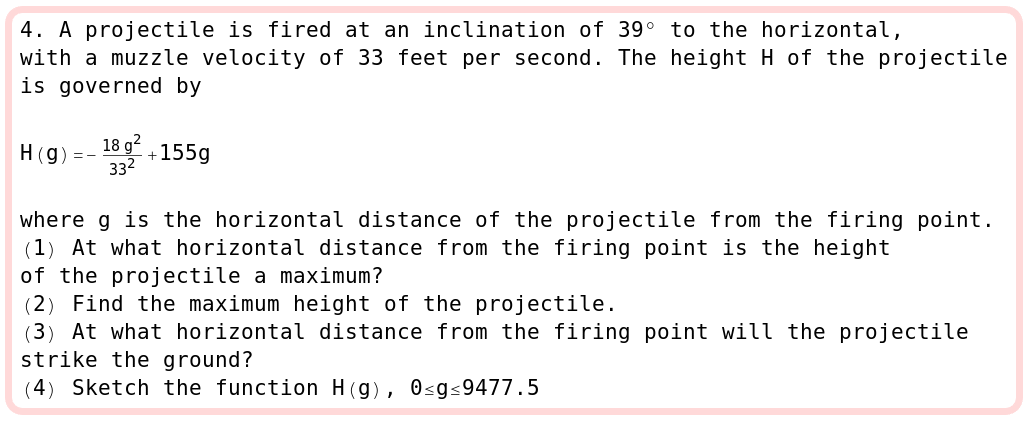 4. A projectile is fired at an inclination of 39° to the horizontal,
with a muzzle velocity of 33 feet per second. The height H of the projectile
is governed by
H(g)=-\frac{18 g^2}{33^2}+155g
where g is the horizontal distance of the projectile from the firing point.
(1) At what horizontal distance from the firing point is the height
of the projectile a maximum?
(2) Find the maximum height of the projectile.
(3) At what horizontal distance from the firing point will the projectile
strike the ground?
(4) Sketch the function H(g), 0≤g≤9477.5